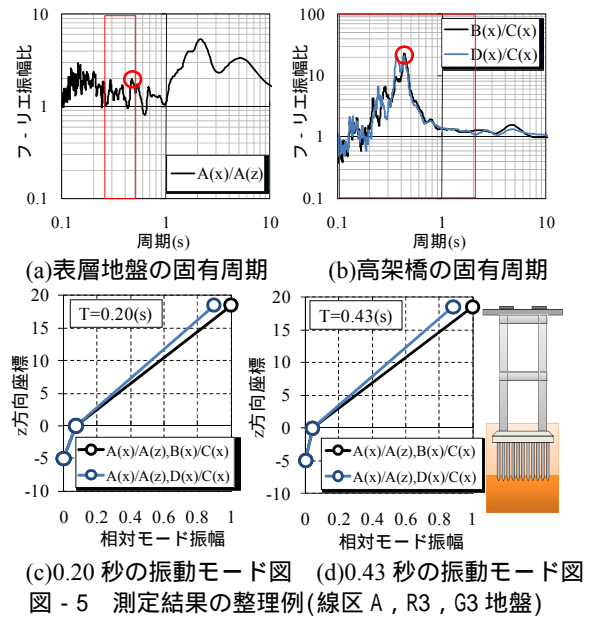 フ-リエ振幅比
10
1
0.1
0.1
1
10
A(x)/A(z)
周期(s)
(a)表層地盤の固有周期
フ-リエ振幅比
100
10
1
0.1
0.1
1
10
B(x)/C(x)
D(x)/C(x)
周期(s)
(b)高架橋の固有周期
z方向座標
20
15
10
5
0
-5
-10
T=0.20(s)
A(x)/A(z),B(x)/C(x)
A(x)/A(z),D(x)/C(x)
0 0.2 0.4 0.6 0.8 1
相対モード振幅
(c)0.20 秒の振動モード図
z方向座標
20
15
10
5
0
-5
-10
T=0.43(s)
A(x)/A(z),B(x)/C(x)
A(x)/A(z),D(x)/C(x)
0 0.2 0.4 0.6 0.8 1
相対モード振幅
(d)0.43 秒の振動モード図
図 - 5 測定結果の整理例(線区 A , R3 , G3 地盤)